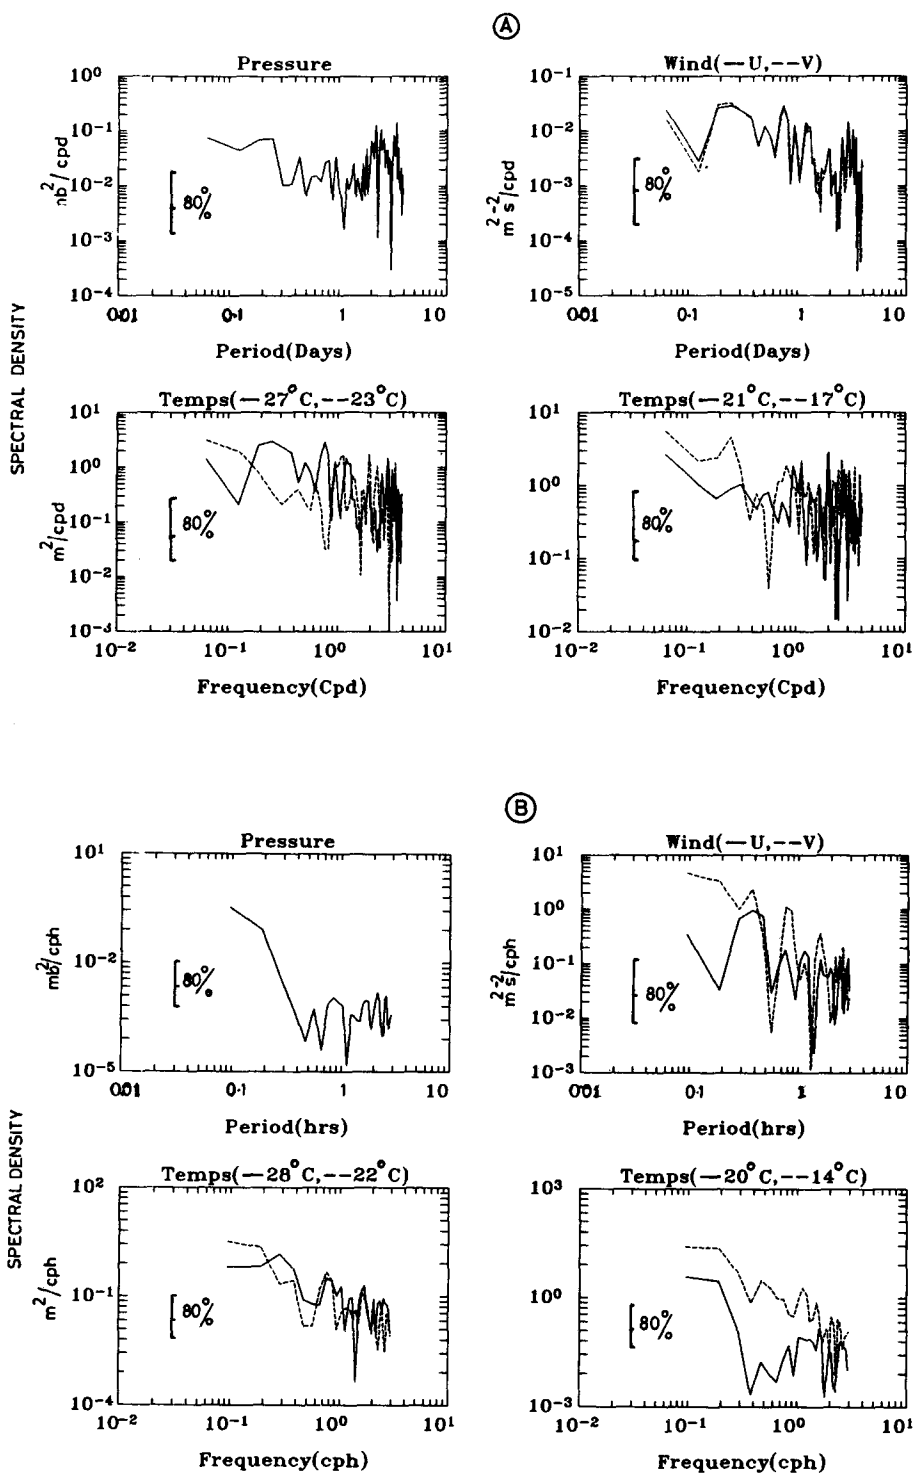 A
Pressure
Wind(—U,--V)
10⁰
10⁻¹
10⁻²
10⁻³
10⁻⁴
nb²/cpd
80%
0.01 0.1 1 10
Period(Days)
10⁻¹
10⁻²
10⁻³
10⁻⁴
10⁻⁵
m² s⁻²/cpd
80%
0.01 0.1 1 10
Period(Days)
SPECTRAL DENSITY
Temps(—27°C,--23°C)
Temps(—21°C,--17°C)
10¹
10⁰
10⁻¹
10⁻²
10⁻³
m²/cpd
80%
10⁻² 10⁻¹ 10⁰ 10¹
Frequency(Cpd)
10¹
10⁰
10⁻¹
10⁻²
80%
10⁻² 10⁻¹ 10⁰ 10¹
Frequency(Cpd)
B
Pressure
Wind(—U,--V)
10¹
10⁻²
10⁻⁵
mb²/cph
80%
0.01 0.1 1 10
Period(hrs)
10¹
10⁰
10⁻¹
10⁻²
10⁻³
m² s⁻²/cph
80%
0.01 0.1 1 10
Period(hrs)
SPECTRAL DENSITY
Temps(—28°C,--22°C)
Temps(—20°C,--14°C)
10²
10⁻¹
10⁻⁴
m²/cph
80%
10⁻² 10⁻¹ 10⁰ 10¹
Frequency(cph)
10³
10⁰
10⁻³
80%
10⁻² 10⁻¹ 10⁰ 10¹
Frequency(cph)